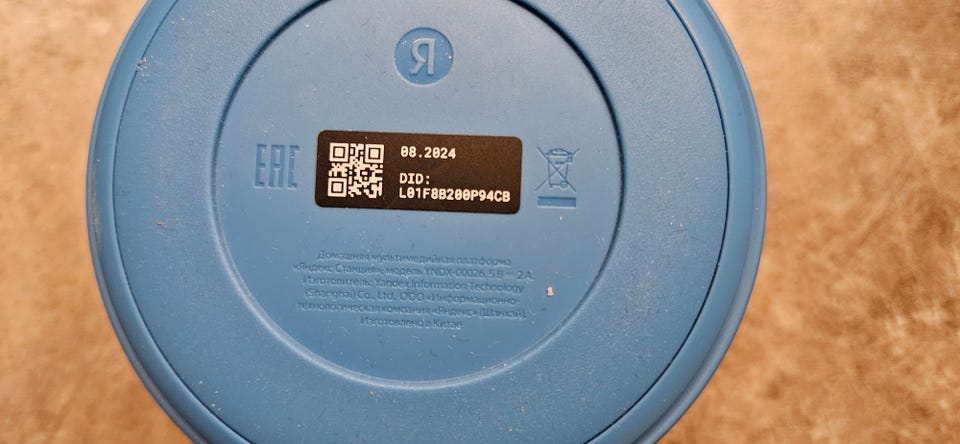 Я
EAC
08.2024
DID:
L01F8B200P94CB
Домашняя мультимедийная платформа
«Яндекс Станция», модель YNDX-00026, 5 В ⎓ 2 А.
Изготовитель: Yandex Information Technology
(Shanghai) Co., Ltd, ООО «Информационно-
технологическая компания «Яндекс» (Шанхай).
Изготовлено в Китае